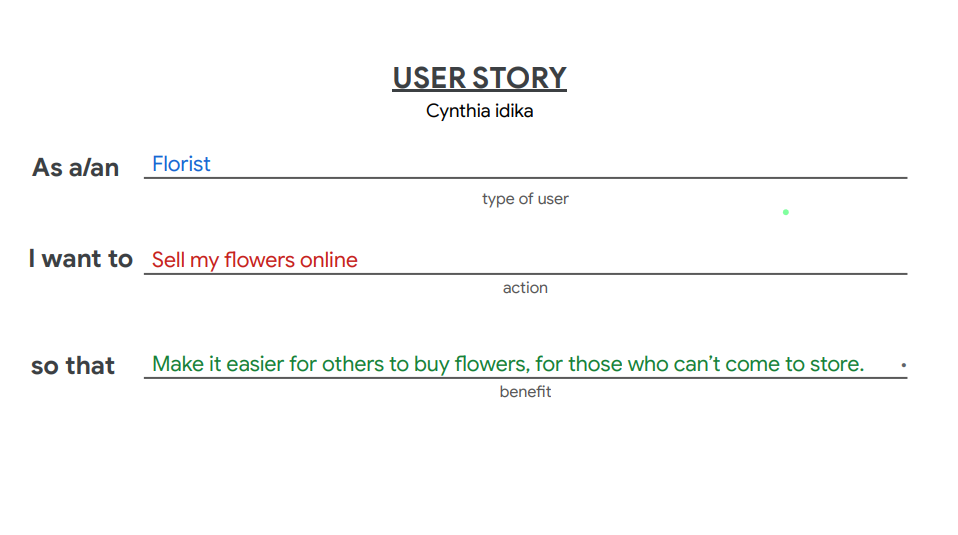 USER STORY
Cynthia idika
As a/an Florist
type of user
I want to Sell my flowers online
action
so that Make it easier for others to buy flowers, for those who can't come to store. .
benefit